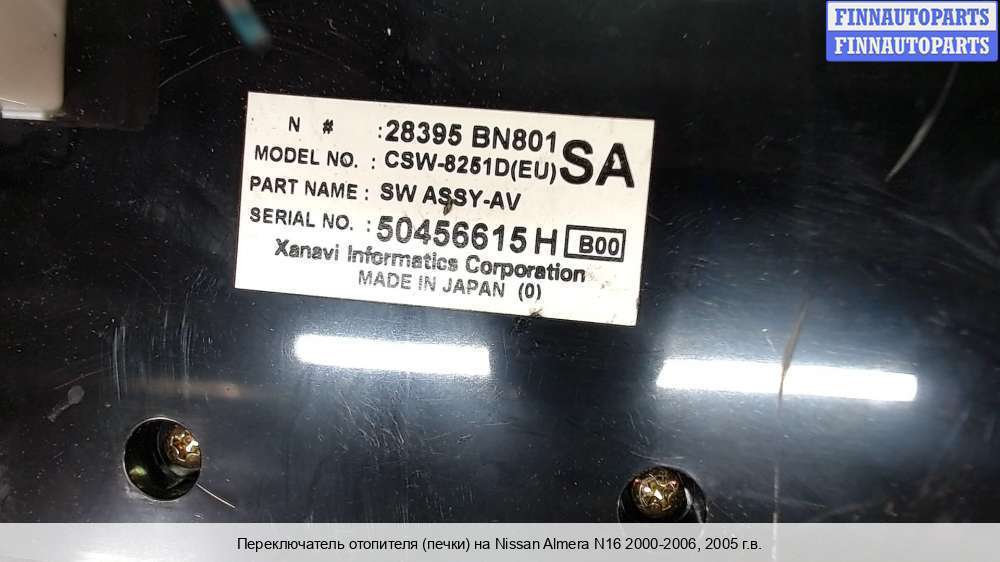 FINNAUTOPARTS
FINNAUTOPARTS
N # : 28395 BN801
SA
MODEL NO. : CSW-8251D(EU)
PART NAME : SW ASSY-AV
SERIAL NO. : 50456615H B00
Xanavi Informatics Corporation
MADE IN JAPAN (0)
Переключатель отопителя (печки) на Nissan Almera N16 2000-2006, 2005 г.в.